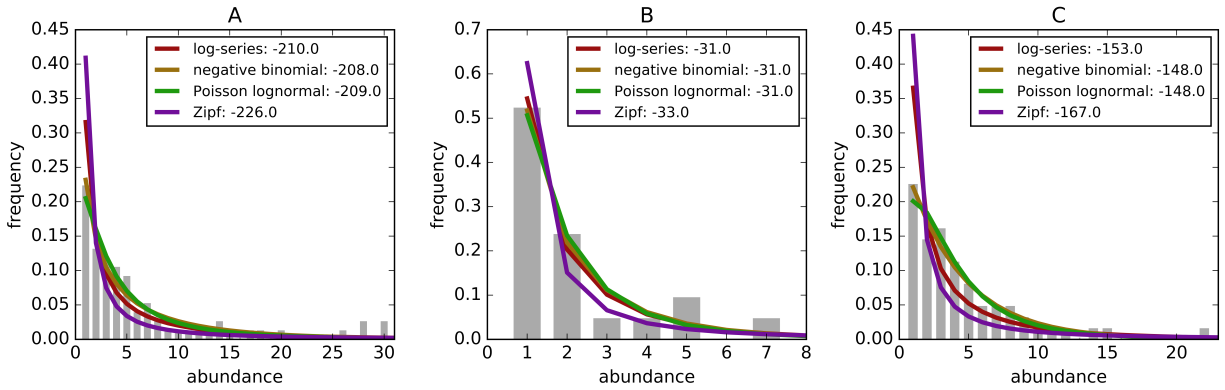 A
0.45
0.40
0.35
0.30
0.25
0.20
0.15
0.10
0.05
0.00
frequency
log-series: -210.0
negative binomial: -208.0
Poisson lognormal: -209.0
Zipf: -226.0
0 5 10 15 20 25 30
abundance
B
0.7
0.6
0.5
0.4
0.3
0.2
0.1
0.0
frequency
log-series: -31.0
negative binomial: -31.0
Poisson lognormal: -31.0
Zipf: -33.0
0 1 2 3 4 5 6 7 8
abundance
C
0.45
0.40
0.35
0.30
0.25
0.20
0.15
0.10
0.05
0.00
frequency
log-series: -153.0
negative binomial: -148.0
Poisson lognormal: -148.0
Zipf: -167.0
0 5 10 15 20
abundance